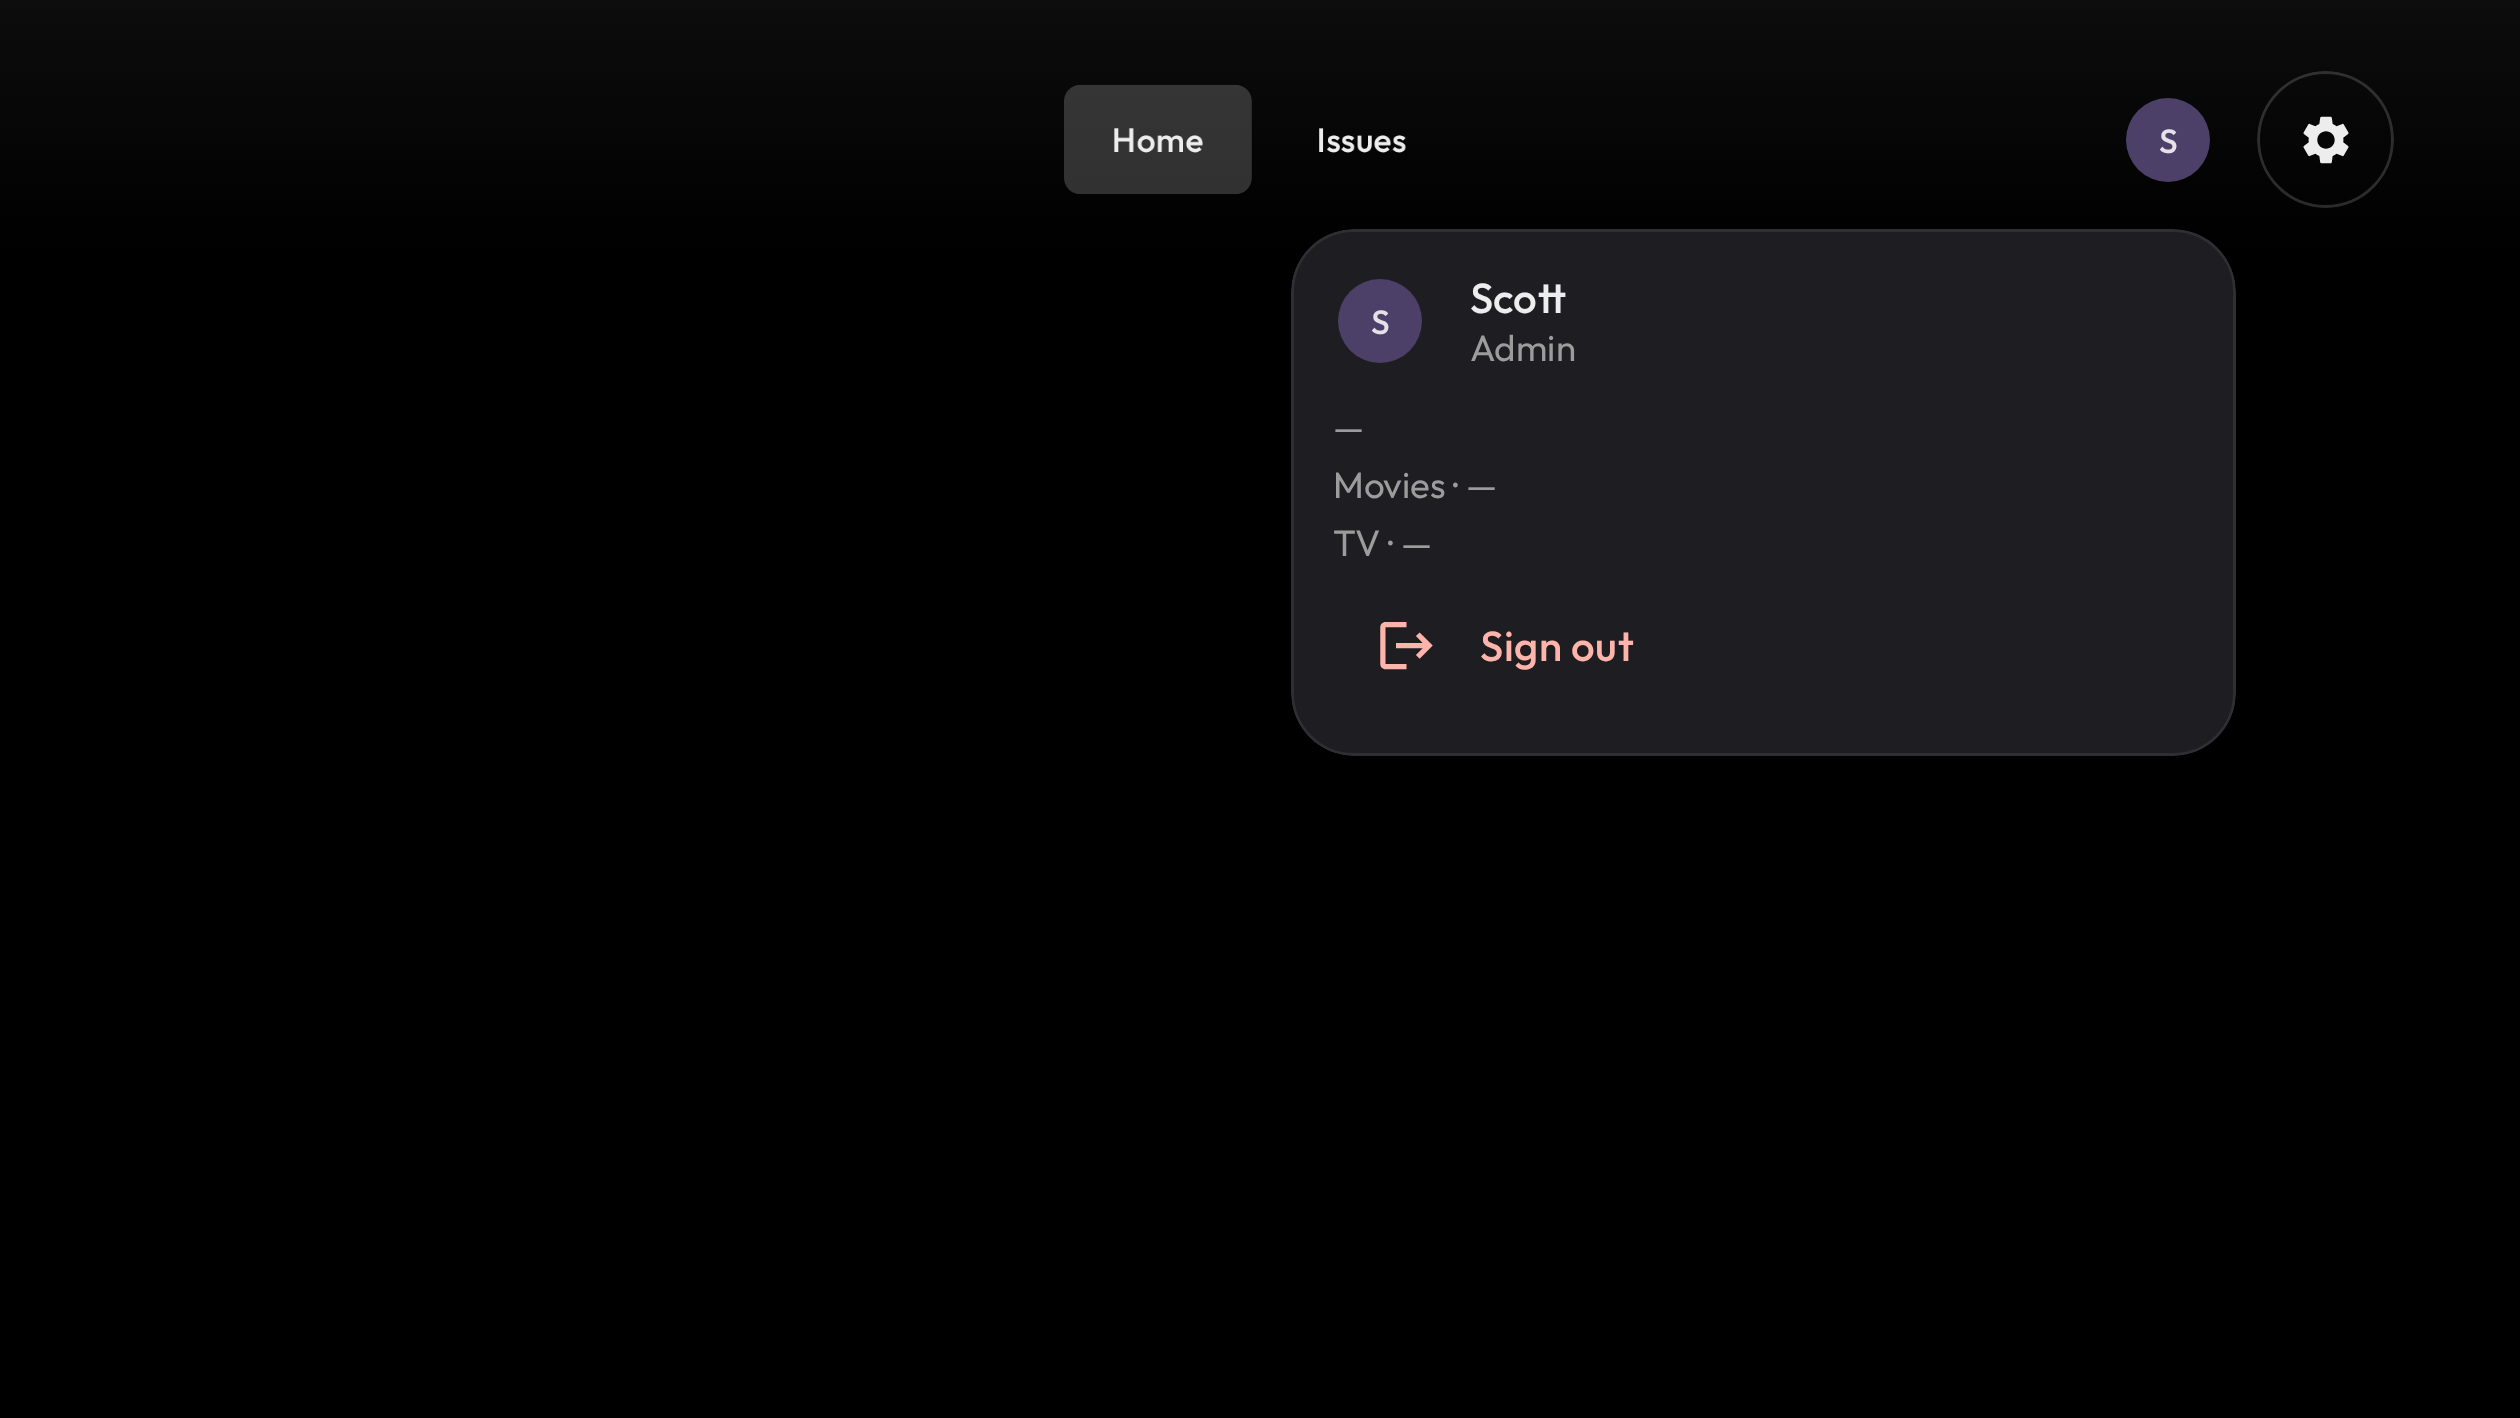 Home
Issues
S
S
Scott
Admin
—
Movies · —
TV · —
Sign out